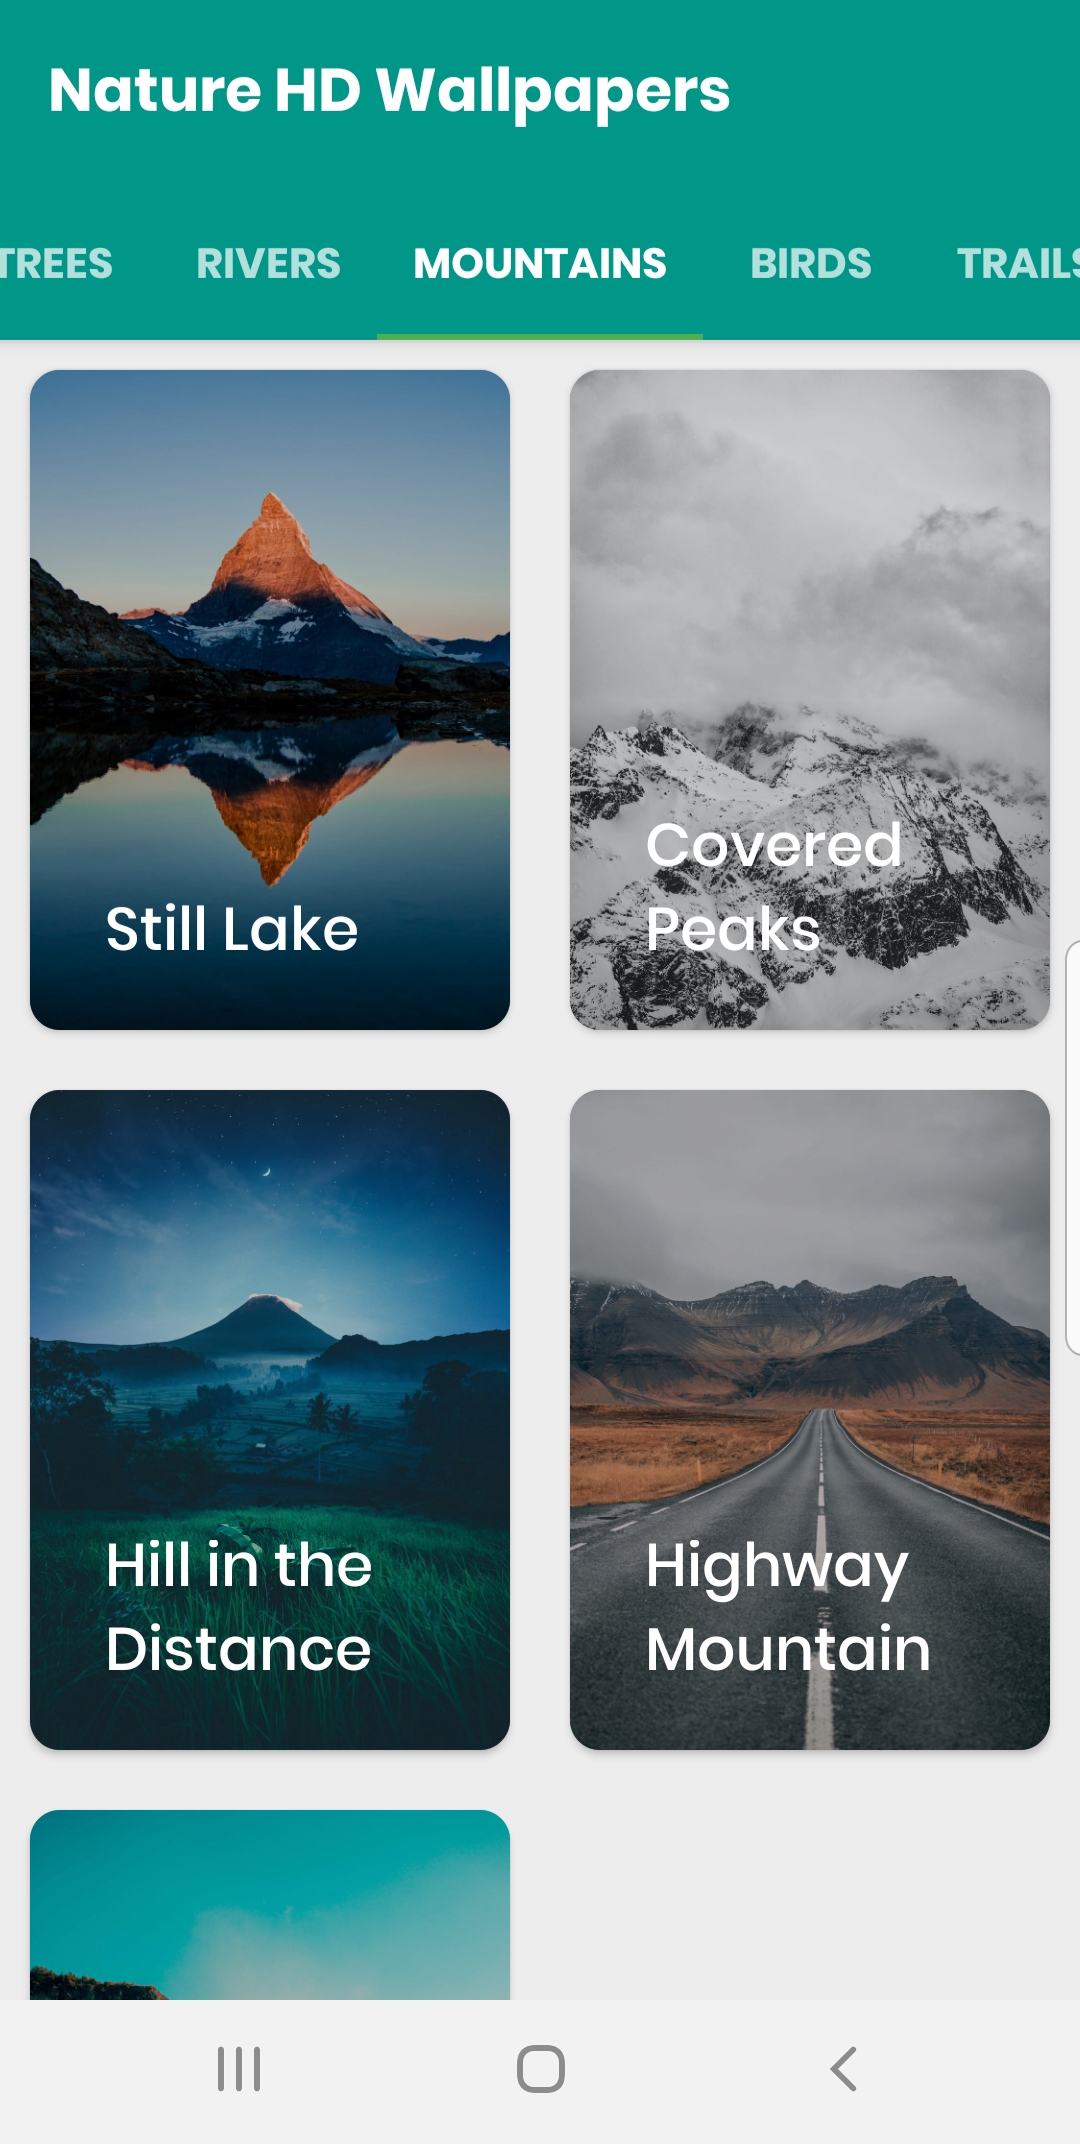 Nature HD Wallpapers
TREES RIVERS MOUNTAINS BIRDS TRAILS
Still Lake
Covered
Peaks
Hill in the
Distance
Highway
Mountain